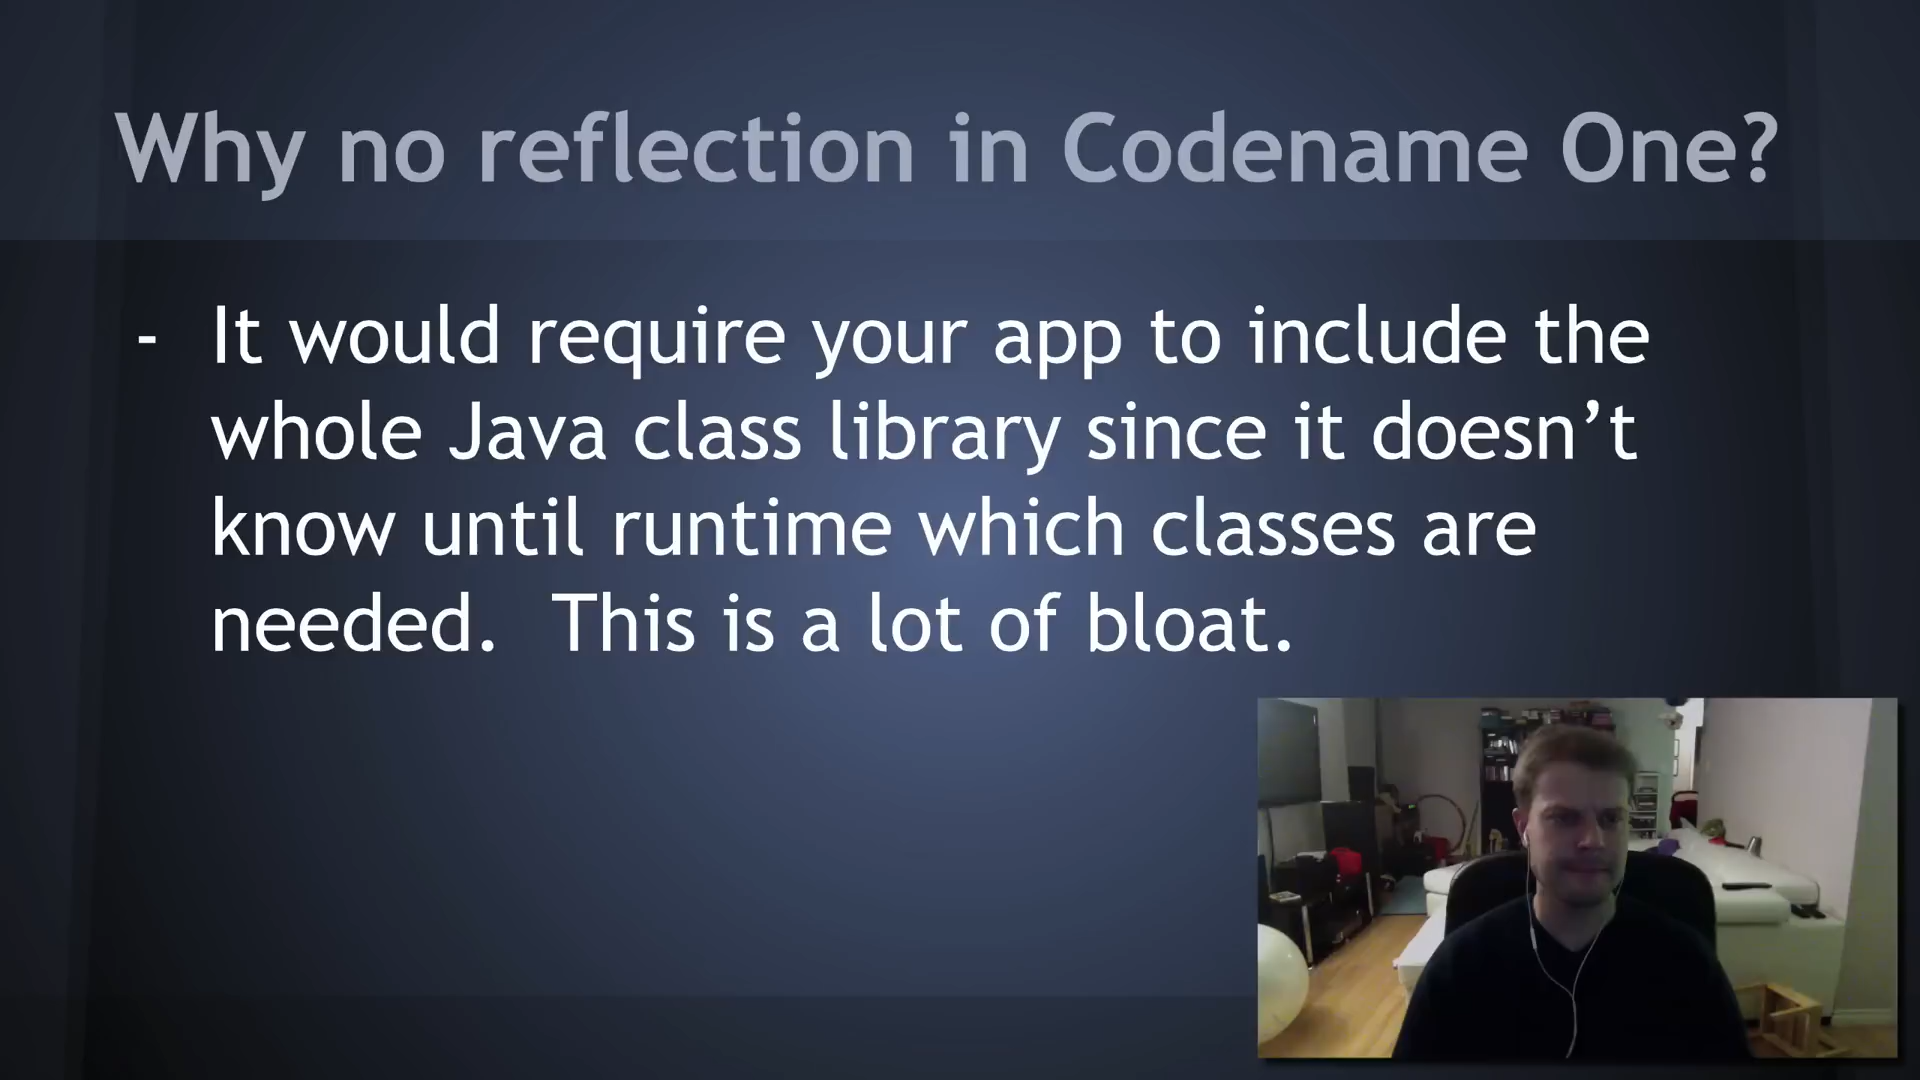 Why no reflection in Codename One?
- It would require your app to include the
whole Java class library since it doesn’t
know until runtime which classes are
needed.  This is a lot of bloat.